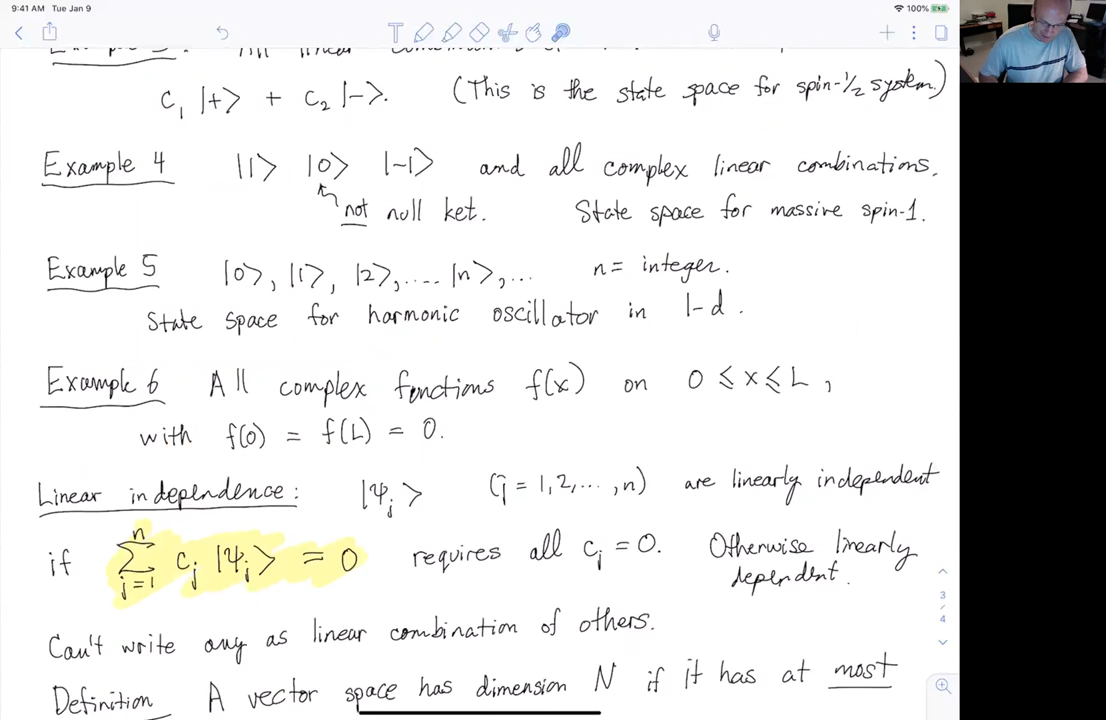 9:41 AM Tue Jan 9
100%
C₁ |+> + C₂ |->. (This is the state space for spin-½ system.)
Example 4 |1> |0> |-1> and all complex linear combinations.
not null ket. State space for massive spin-1.
Example 5 |0>, |1>, |2>, .... |n>, ... n = integer.
State space for harmonic oscillator in 1-d.
Example 6 All complex functions f(x) on 0 ≤ x ≤ L,
with f(0) = f(L) = 0.
Linear independence: |Ψⱼ> (j = 1,2,...,n) are linearly independent
if ∑ⱼ₌₁ⁿ cⱼ |Ψⱼ> = 0 requires all cⱼ = 0. Otherwise linearly
dependent.
Can't write any as linear combination of others.
Definition A vector space has dimension N if it has at most
3
/
4